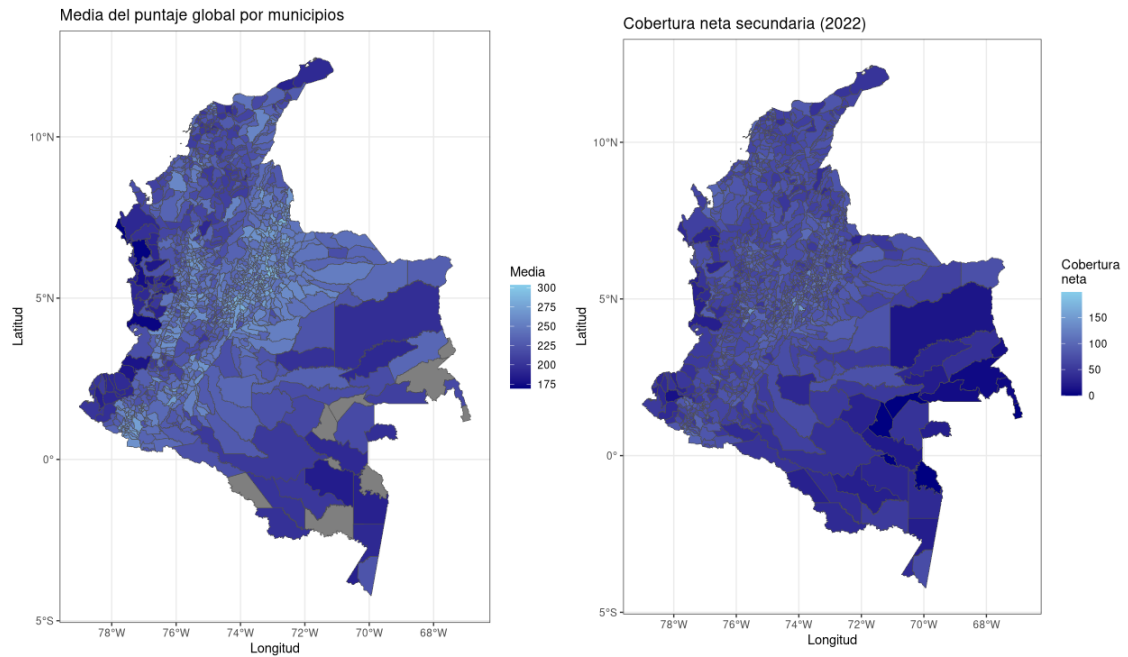 Media del puntaje global por municipios
10°N
5°N
0°
5°S
78°W 76°W 74°W 72°W 70°W 68°W
Longitud
Latitud
Media
300
275
250
225
200
175
Cobertura neta secundaria (2022)
10°N
5°N
0°
5°S
78°W 76°W 74°W 72°W 70°W 68°W
Longitud
Latitud
Cobertura
neta
150
100
50
0